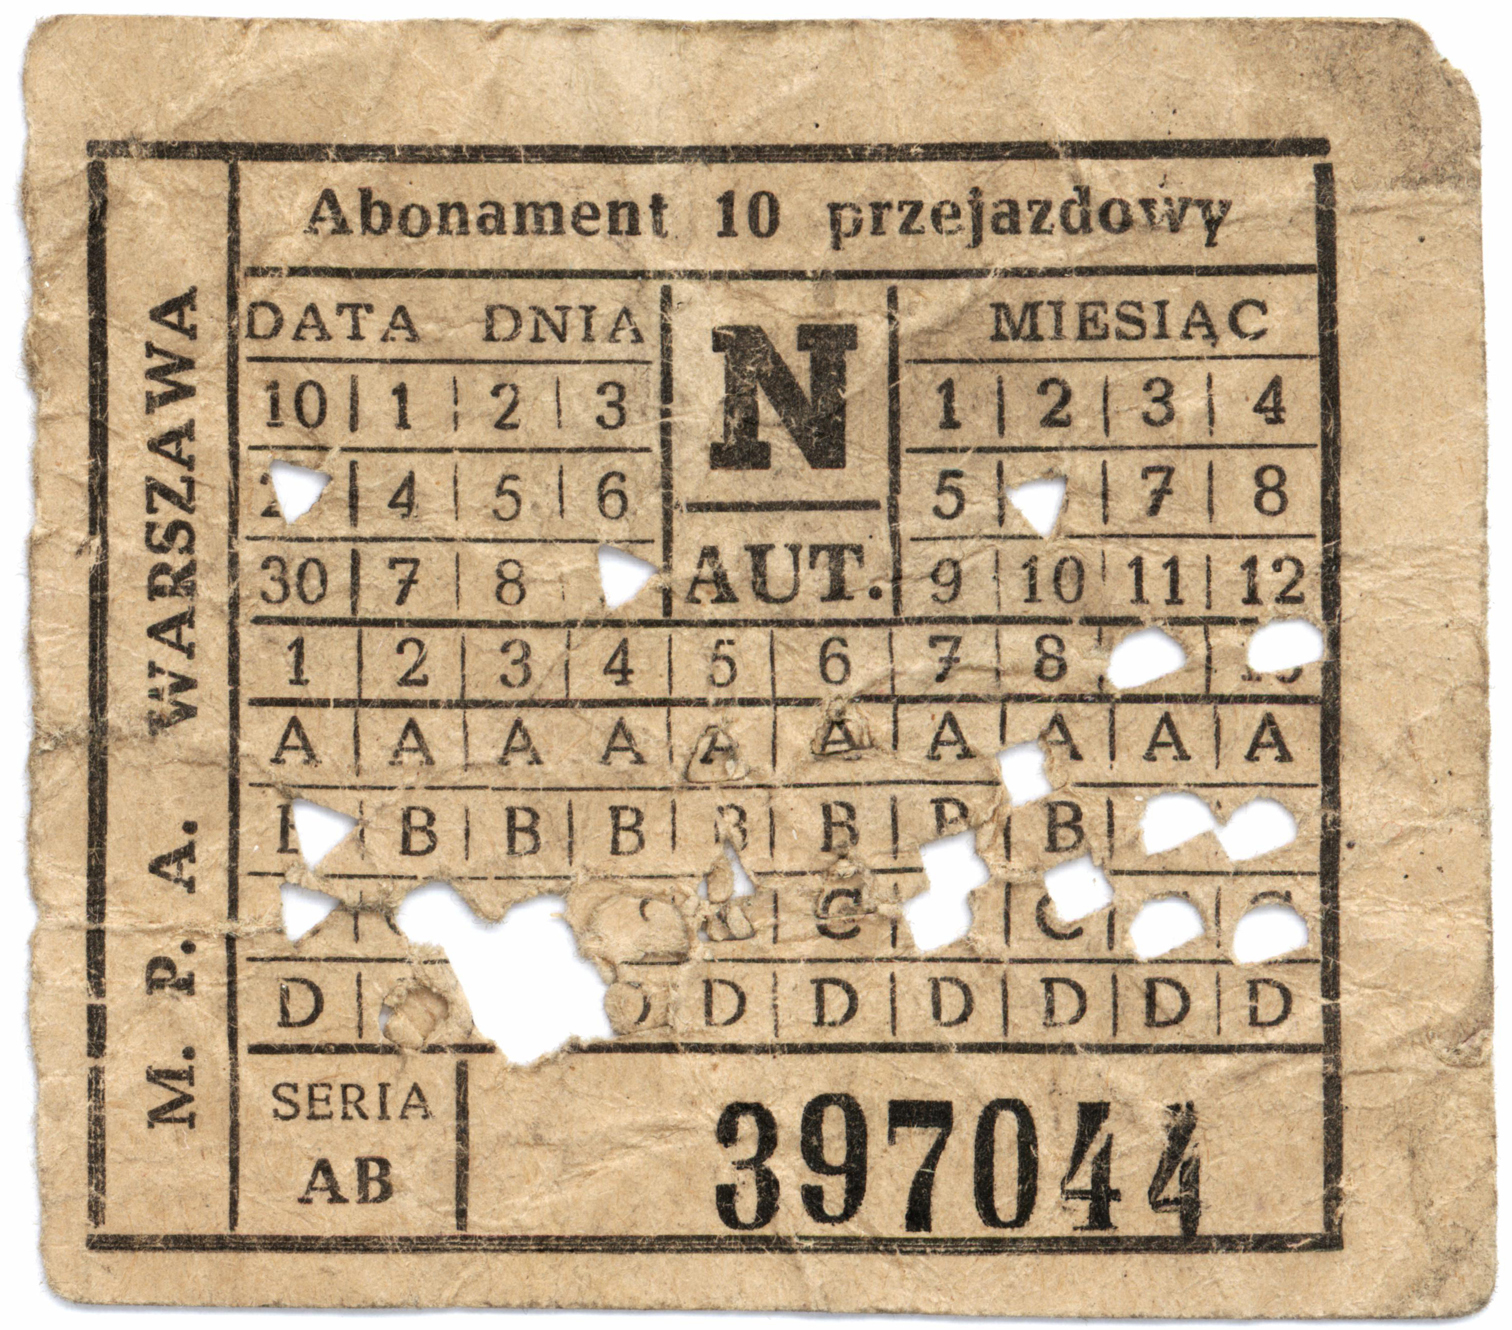 M. P. A. WARSZAWA
Abonament 10 przejazdowy
DATA DNIA
N
MIESIĄC
10 1 2 3
1 2 3 4
4 5 6
5 7 8
30 7 8
AUT.
9 10 11 12
1 2 3 4 5 6 7 8
A A A A A A A A A A
B B B B B B B
C C
D D D D D D D
SERIA
AB
397044